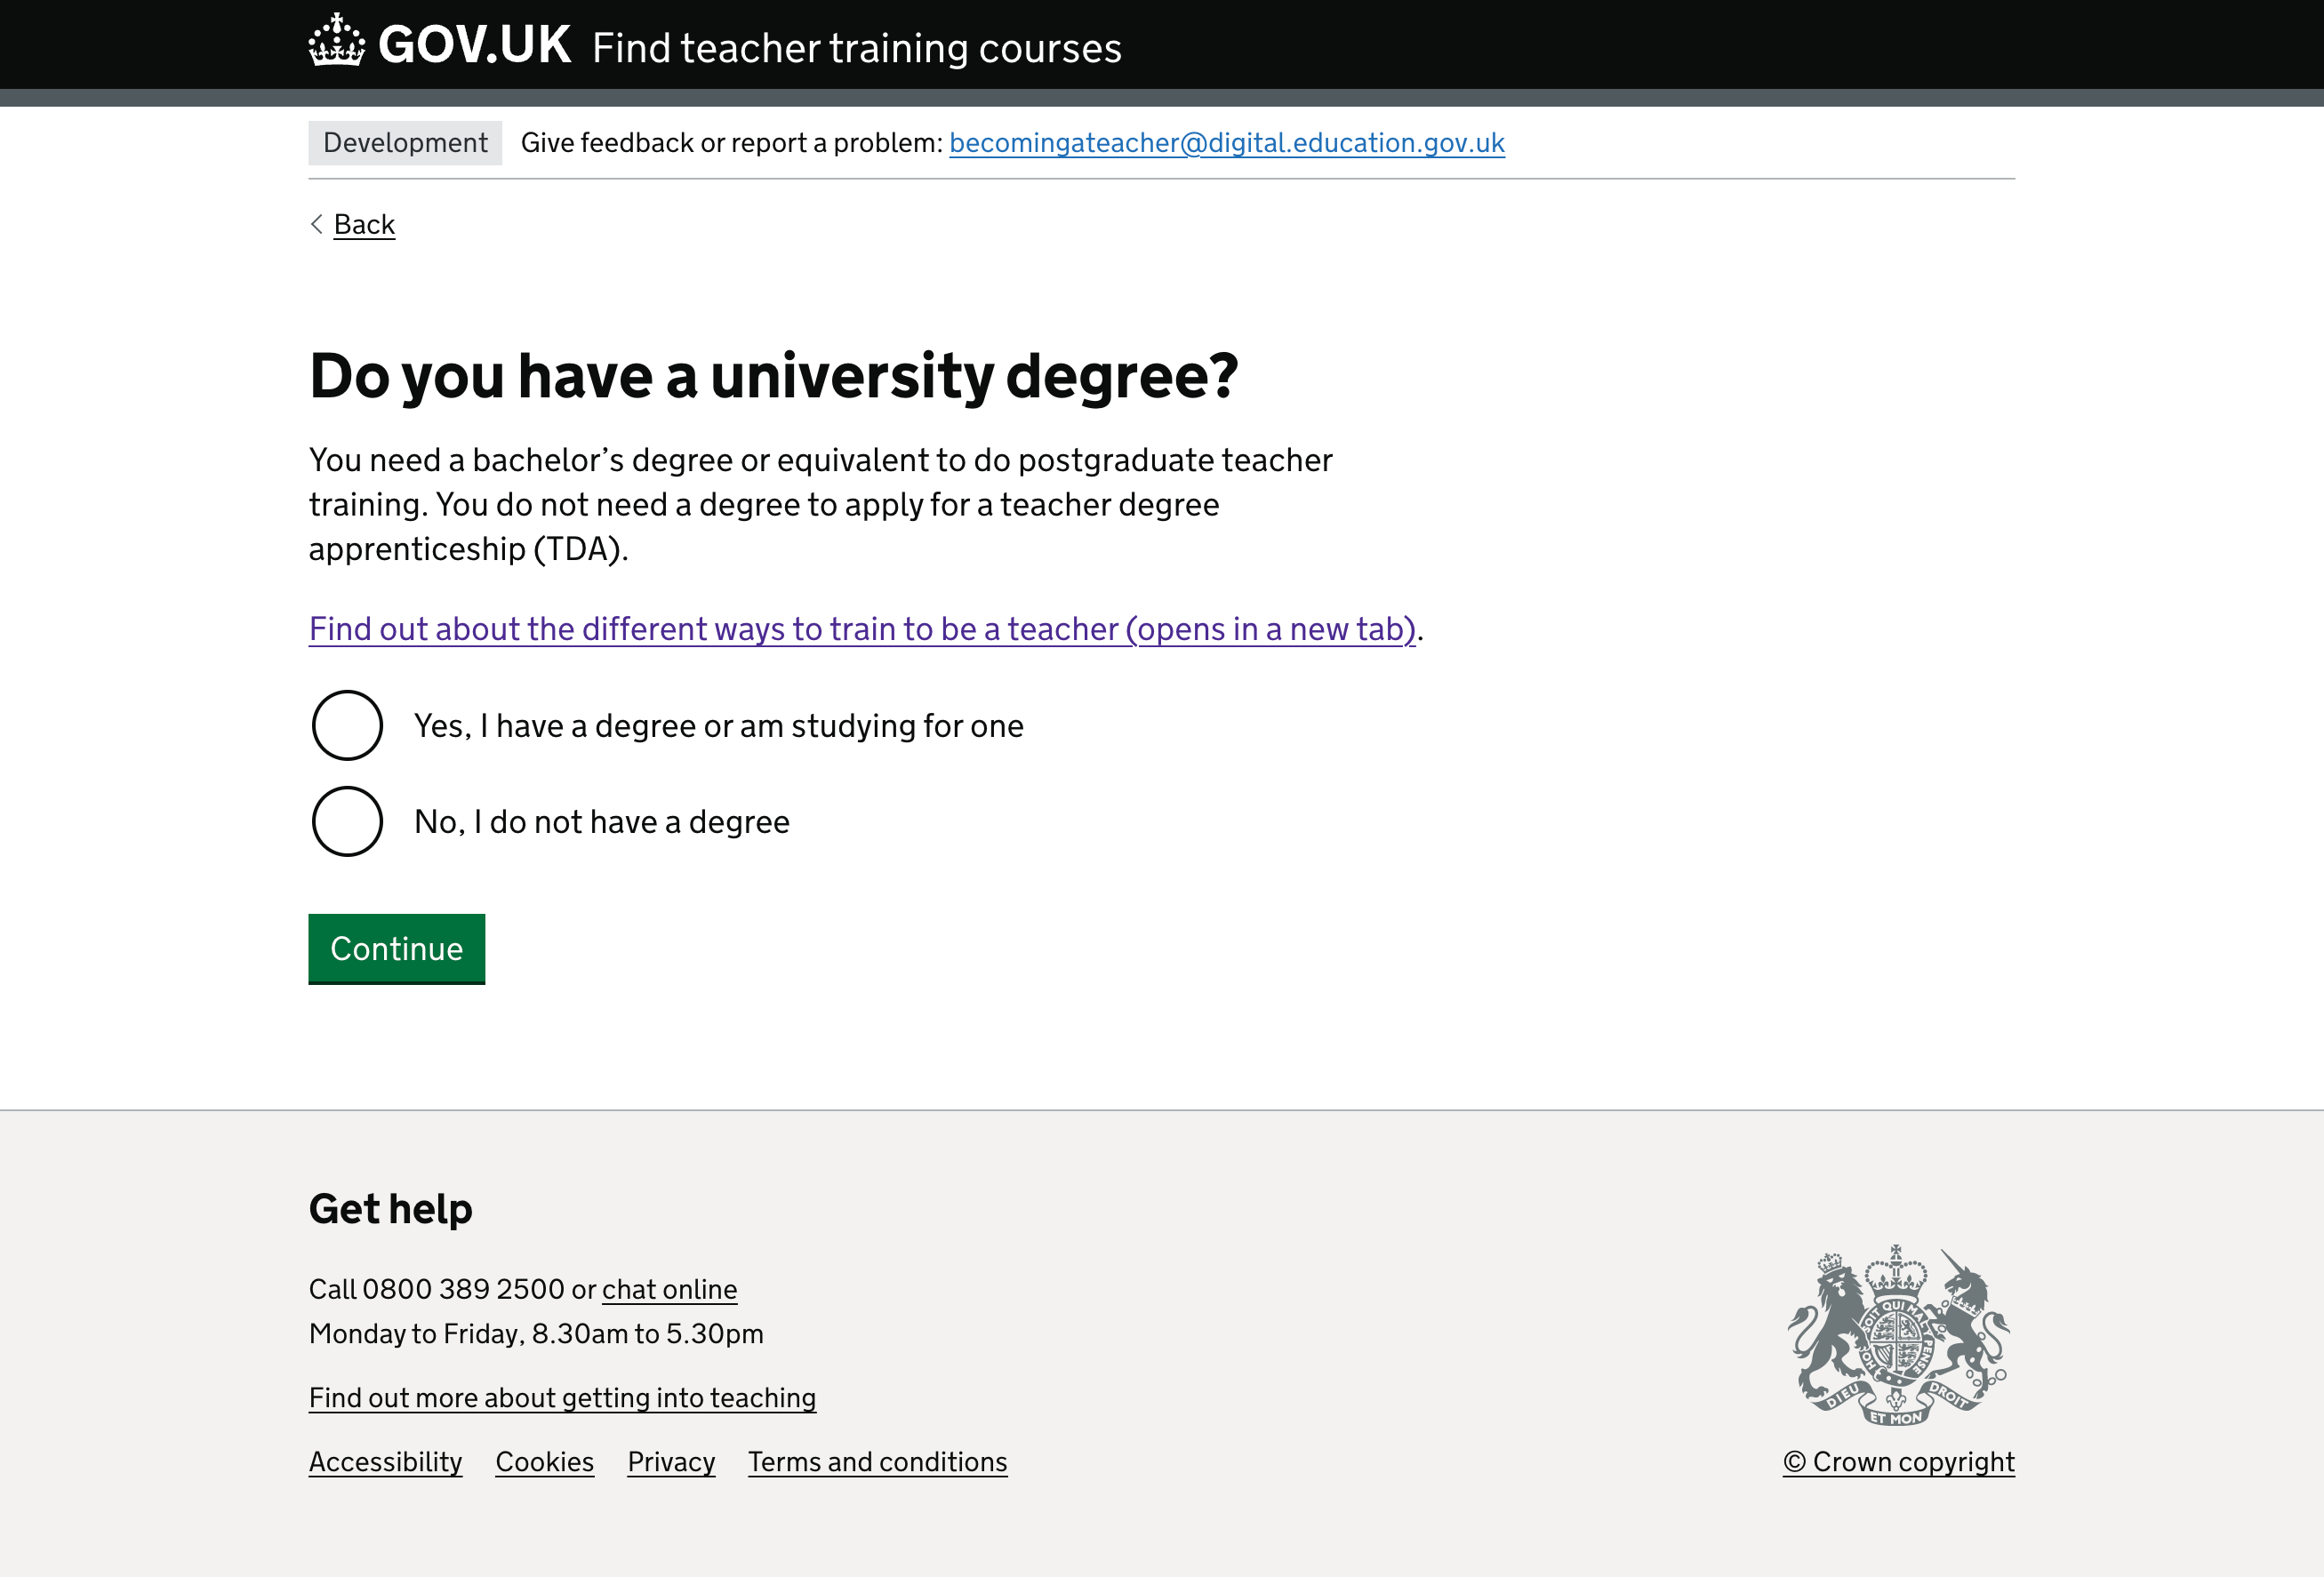 GOV.UK Find teacher training courses
Development Give feedback or report a problem: becomingateacher@digital.education.gov.uk
Back
Do you have a university degree?
You need a bachelor’s degree or equivalent to do postgraduate teacher
training. You do not need a degree to apply for a teacher degree
apprenticeship (TDA).
Find out about the different ways to train to be a teacher (opens in a new tab).
Yes, I have a degree or am studying for one
No, I do not have a degree
Continue
Get help
Call 0800 389 2500 or chat online
Monday to Friday, 8.30am to 5.30pm
Find out more about getting into teaching
Accessibility Cookies Privacy Terms and conditions
SOIT QUI MAL PENSE
HO
DIEU ET MON DROIT
© Crown copyright